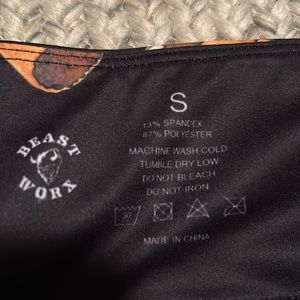 S
13% SPANDEX
87% POLYESTER
MACHINE WASH COLD
TUMBLE DRY LOW
DO NOT BLEACH
DO NOT IRON
MADE IN CHINA
BEAST
WORX